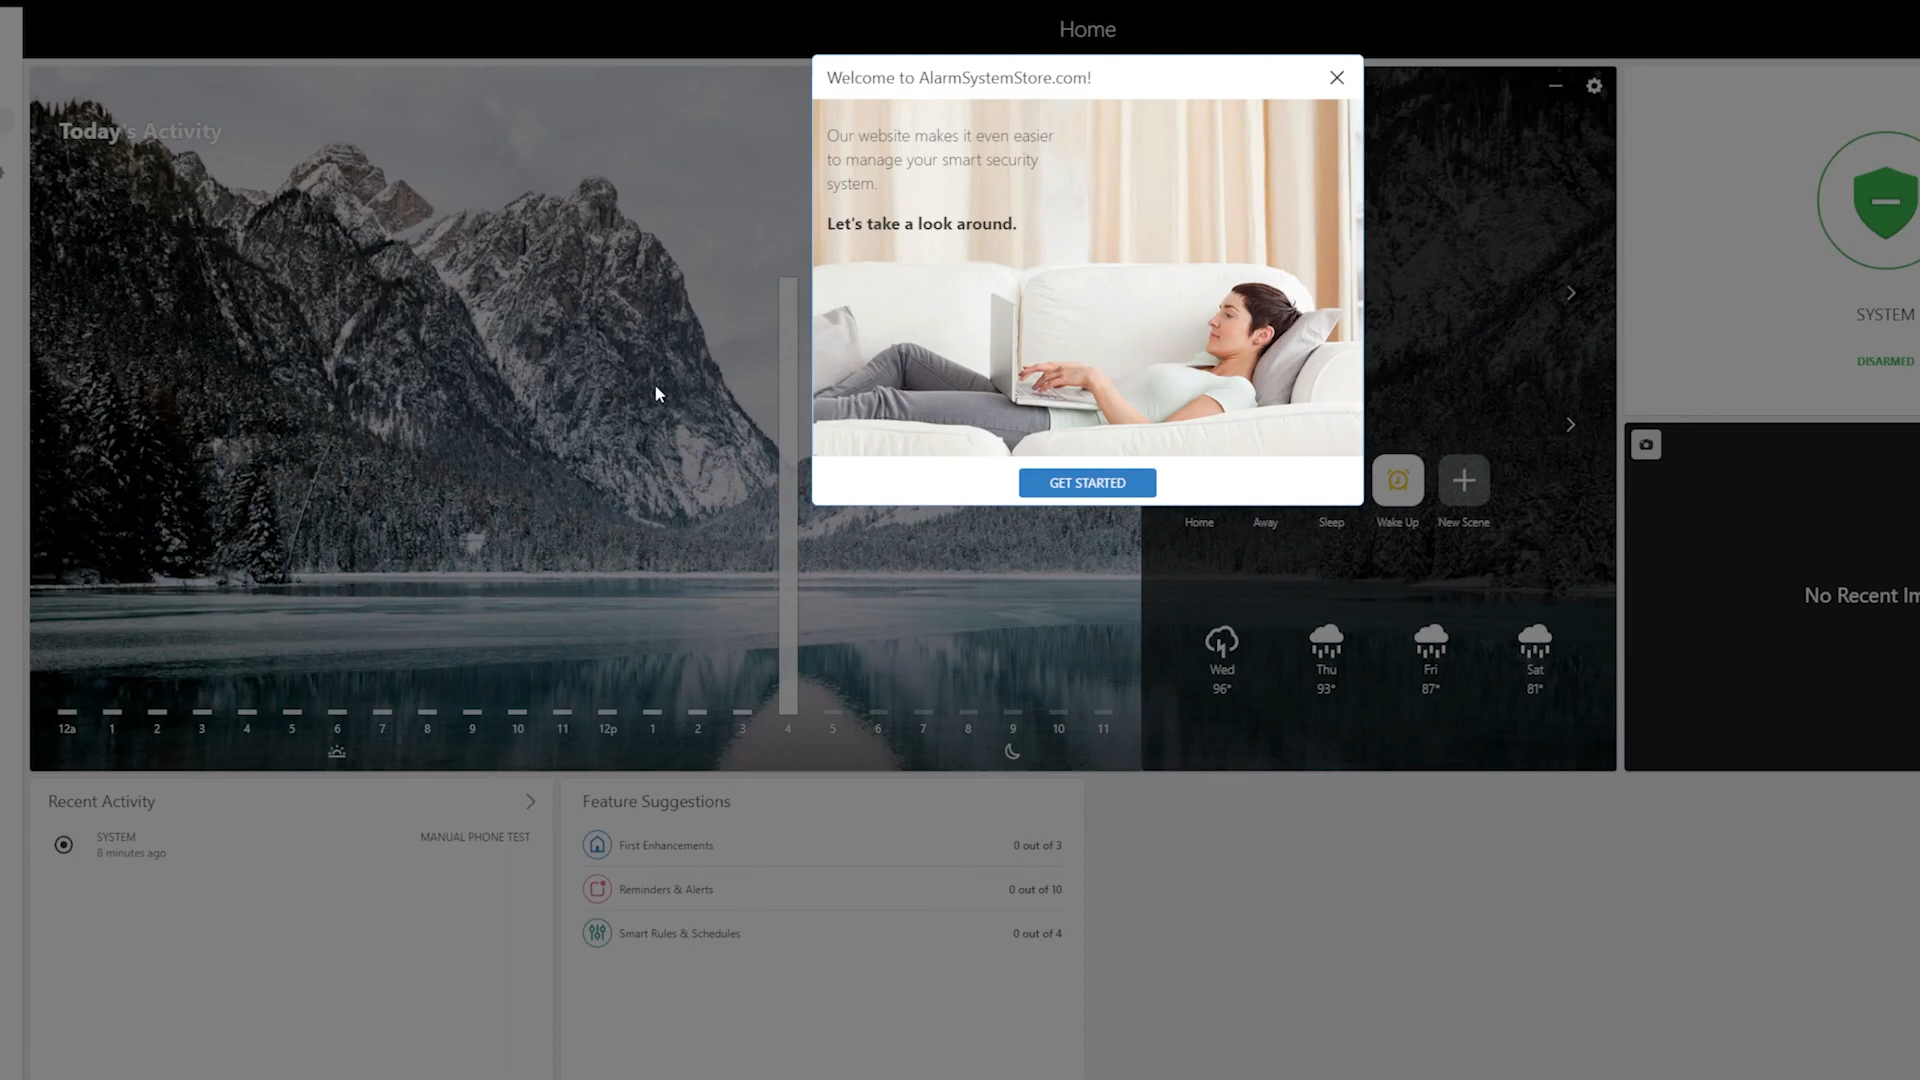 Home
Welcome to AlarmSystemStore.com!
Our website makes it even easier
to manage your smart security
system.
Let's take a look around.
GET STARTED
Today's Activity
12a 1 2 3 4 5 6 7 8 9 10 11 12p 1 2 3 4 5 6 7 8 9 10 11
Home Away Sleep Wake Up New Scene
Wed Thu Fri Sat
96° 93° 87° 81°
SYSTEM
DISARMED
No Recent Im
Recent Activity
SYSTEM MANUAL PHONE TEST
8 minutes ago
Feature Suggestions
First Enhancements 0 out of 3
Reminders & Alerts 0 out of 10
Smart Rules & Schedules 0 out of 4